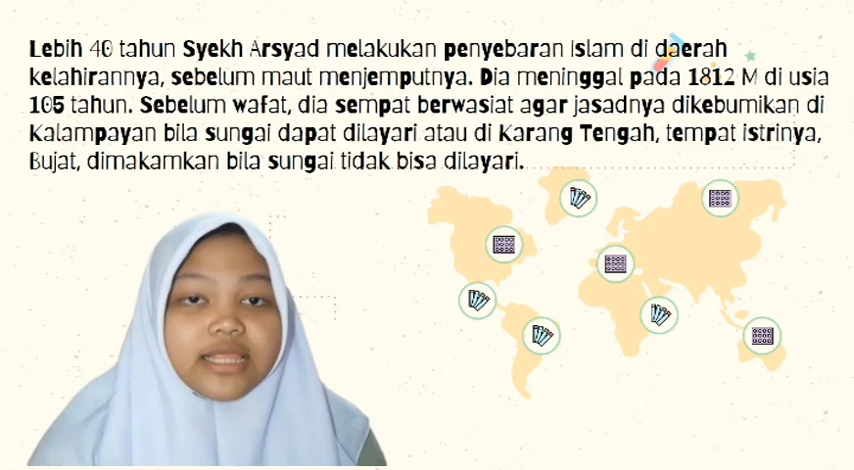 Lebih 40 tahun Syekh Arsyad melakukan penyebaran Islam di daerah
kelahirannya, sebelum maut menjemputnya. Dia meninggal pada 1812 M di usia
105 tahun. Sebelum wafat, dia sempat berwasiat agar jasadnya dikebumikan di
Kalampayan bila sungai dapat dilayari atau di Karang Tengah, tempat istrinya,
Bujat, dimakamkan bila sungai tidak bisa dilayari.